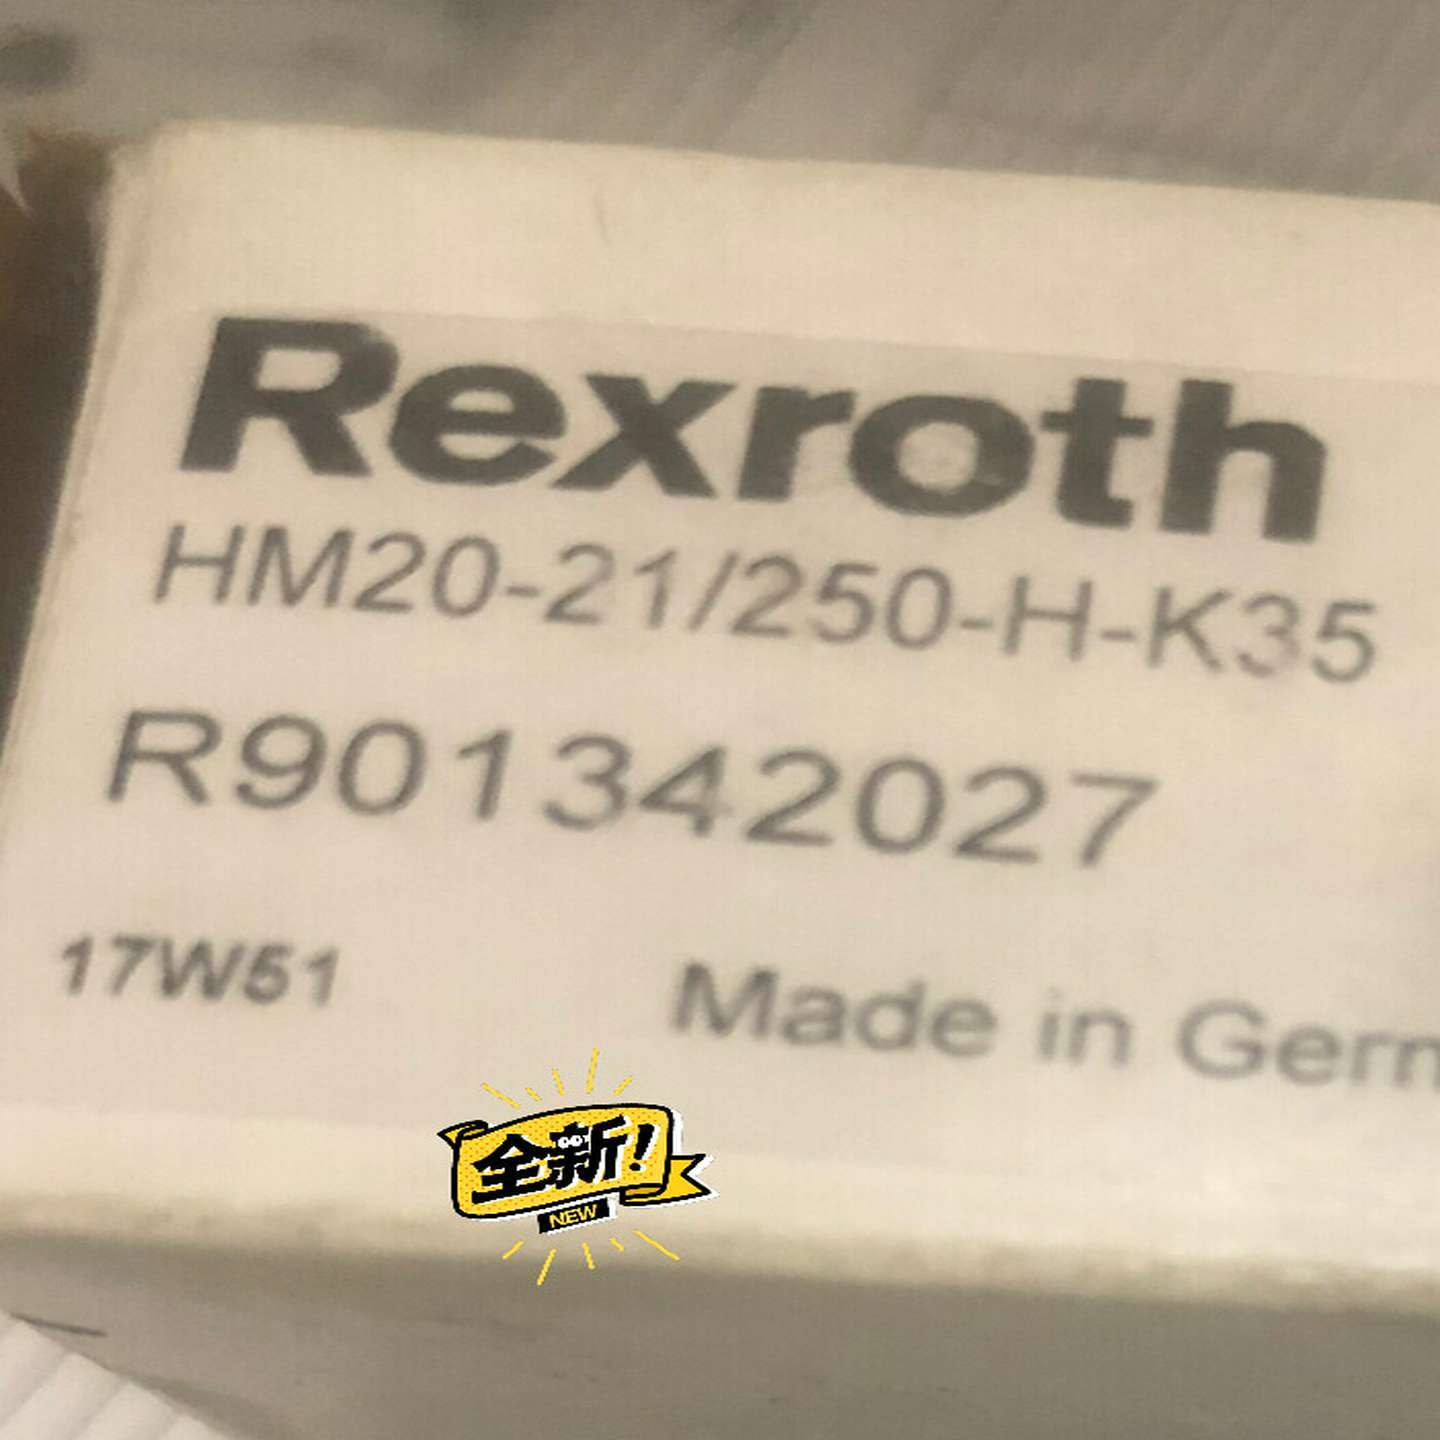 Rexroth
HM20-21/250-H-K35
R901342027
17W51
Made in Germ
全新!
NEW